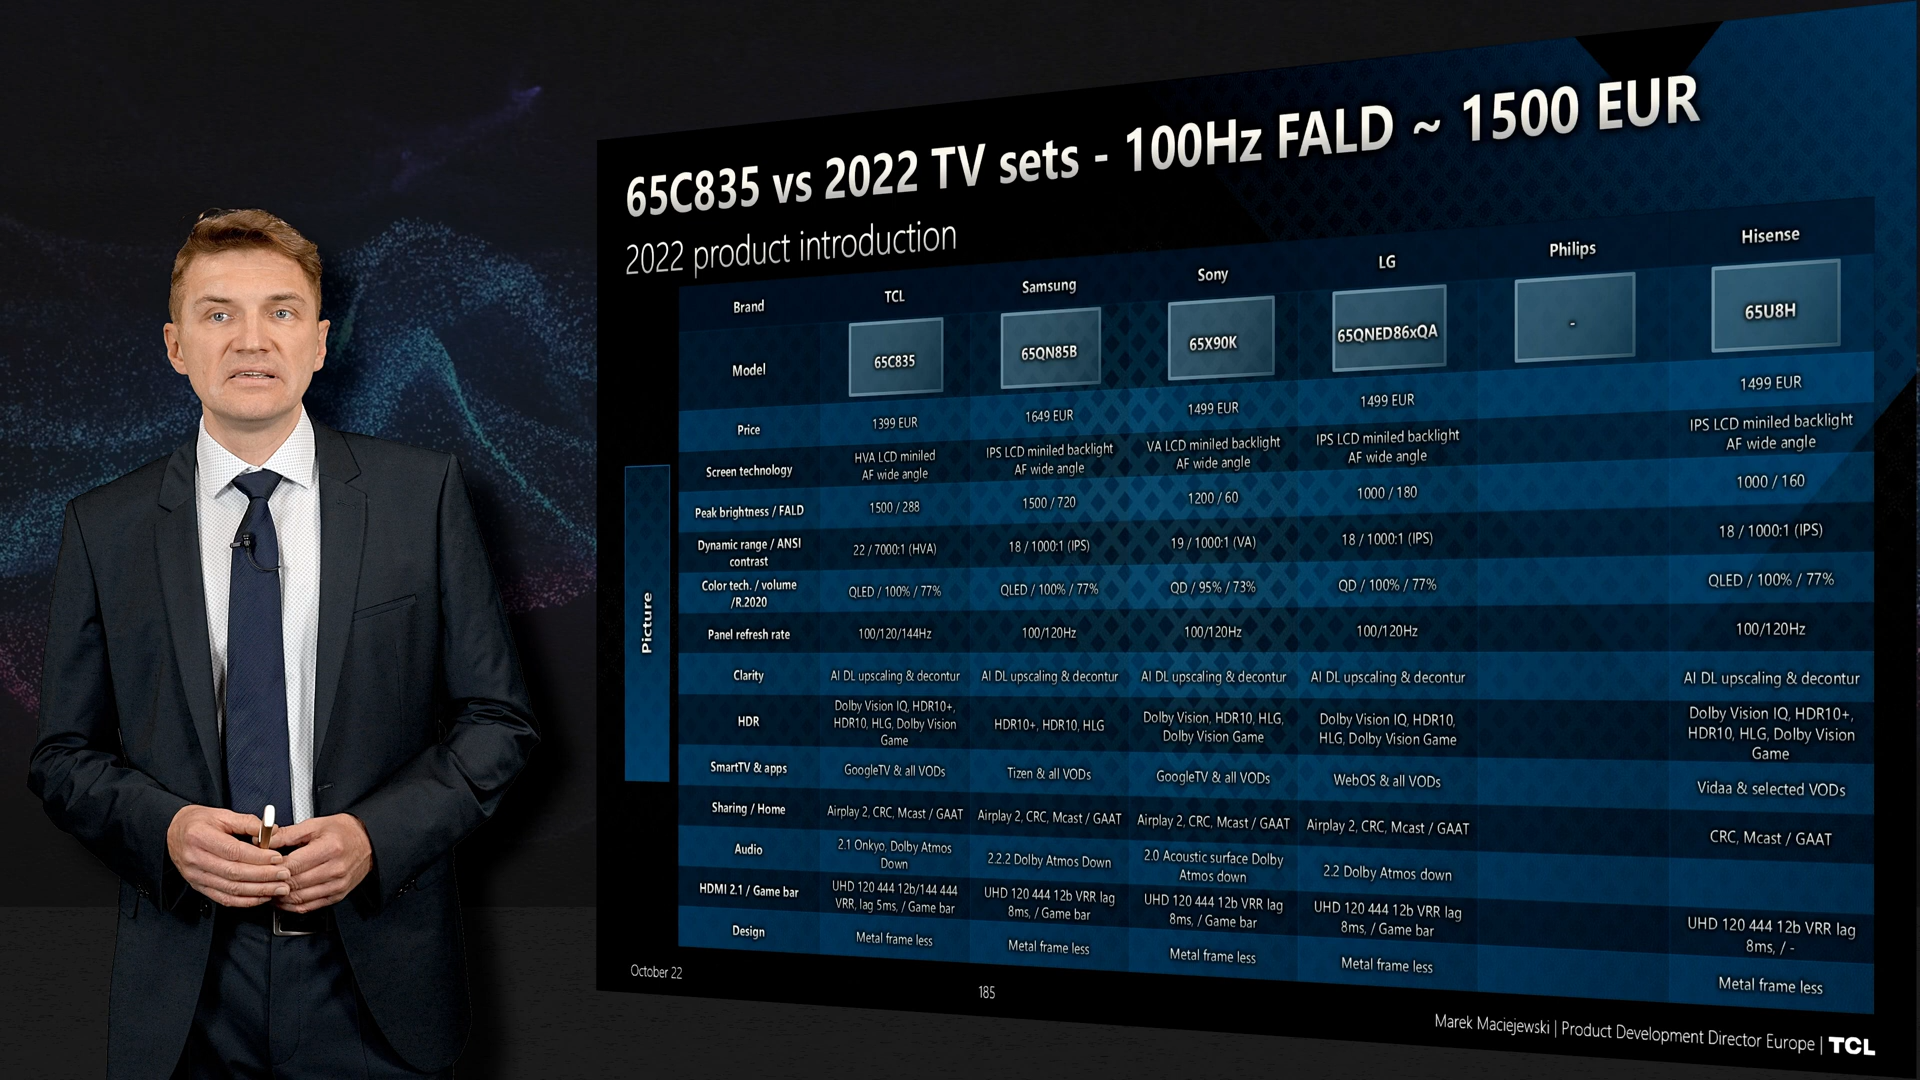 65C835 vs 2022 TV sets - 100Hz FALD ~ 1500 EUR
2022 product introduction
Brand TCL Samsung Sony LG Philips Hisense
Model 65C835 65QN85B 65X90K 65QNED86xQA - 65U8H
Price 1399 EUR 1649 EUR 1499 EUR 1499 EUR 1499 EUR
Screen technology HVA LCD miniled IPS LCD miniled backlight VA LCD miniled backlight IPS LCD miniled backlight IPS LCD miniled backlight
AF wide angle AF wide angle AF wide angle AF wide angle AF wide angle
Peak brightness / FALD 1500 / 288 1500 / 720 1200 / 60 1000 / 180 1000 / 160
Dynamic range / ANSI
contrast 22 / 7000:1 (HVA) 18 / 1000:1 (IPS) 19 / 1000:1 (VA) 18 / 1000:1 (IPS) 18 / 1000:1 (IPS)
Color tech. / volume
/R.2020 QLED / 100% / 77% QLED / 100% / 77% QD / 95% / 73% QD / 100% / 77% QLED / 100% / 77%
Picture
Panel refresh rate 100/120/144Hz 100/120Hz 100/120Hz 100/120Hz 100/120Hz
Clarity AI DL upscaling & decontur AI DL upscaling & decontur AI DL upscaling & decontur AI DL upscaling & decontur AI DL upscaling & decontur
HDR Dolby Vision IQ, HDR10+, HDR10+, HDR10, HLG Dolby Vision, HDR10, HLG, Dolby Vision IQ, HDR10, Dolby Vision IQ, HDR10+,
HDR10, HLG, Dolby Vision Dolby Vision Game HLG, Dolby Vision Game HDR10, HLG, Dolby Vision
Game Game
SmartTV & apps GoogleTV & all VODs Tizen & all VODs GoogleTV & all VODs WebOS & all VODs Vidaa & selected VODs
Sharing / Home Airplay 2, CRC, Mcast / GAAT Airplay 2, CRC, Mcast / GAAT Airplay 2, CRC, Mcast / GAAT Airplay 2, CRC, Mcast / GAAT CRC, Mcast / GAAT
Audio 2.1 Onkyo, Dolby Atmos 2.2.2 Dolby Atmos Down 2.0 Acoustic surface Dolby 2.2 Dolby Atmos down
Down Atmos down
HDMI 2.1 / Game bar UHD 120 444 12b/144 444 UHD 120 444 12b VRR lag UHD 120 444 12b VRR lag UHD 120 444 12b VRR lag UHD 120 444 12b VRR lag
VRR, lag 5ms, / Game bar 8ms, / Game bar 8ms, / Game bar 8ms, / Game bar 8ms, / -
Design Metal frame less Metal frame less Metal frame less Metal frame less Metal frame less
October 22
185
Marek Maciejewski | Product Development Director Europe | TCL